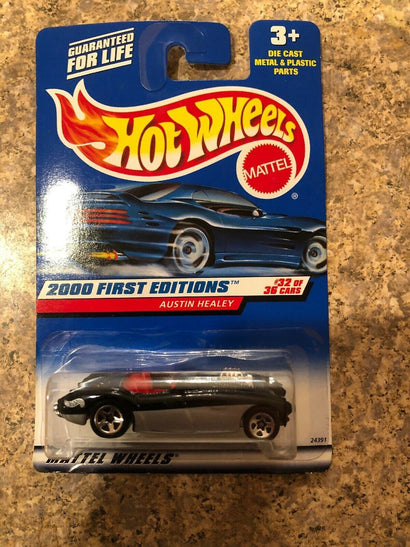 GUARANTEED
FOR LIFE
3+
DIE CAST
METAL & PLASTIC
PARTS
HOT WHEELS
MATTEL
®
2000 FIRST EDITIONS™
#32 OF
36 CARS
AUSTIN HEALEY
24391
MATTEL WHEELS®